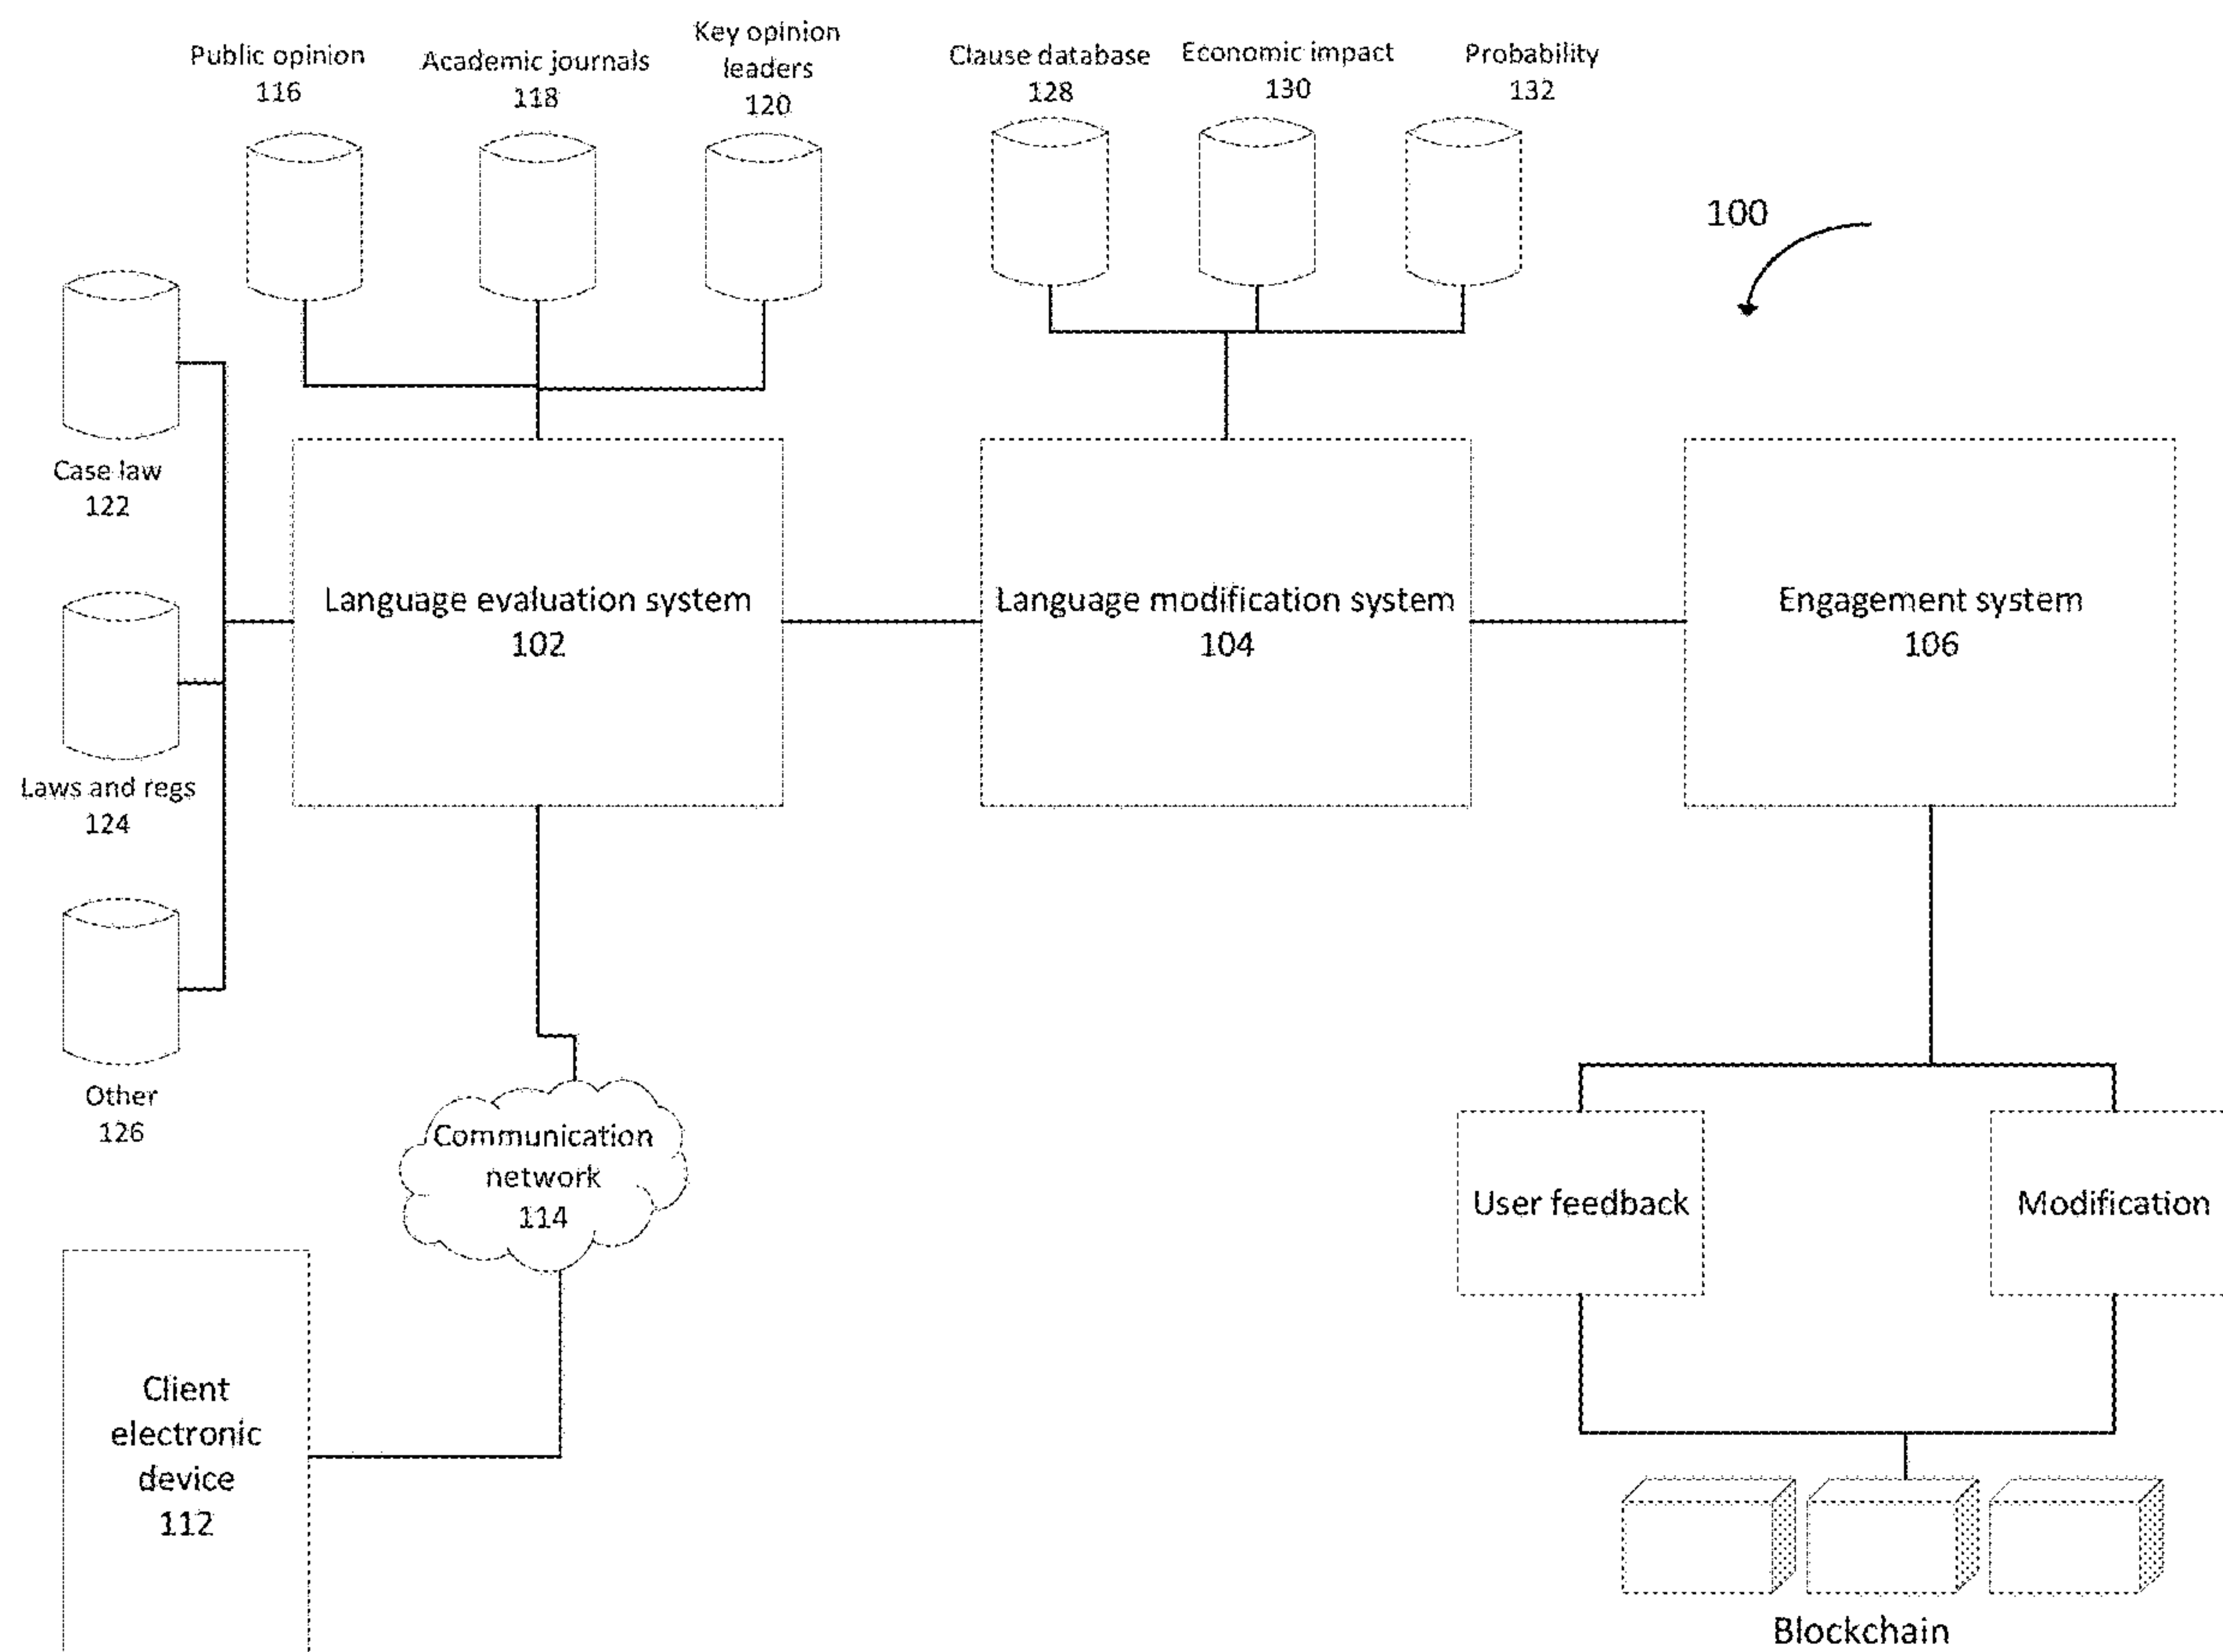 Public opinion
116
Academic journals
118
Key opinion
leaders
120
Clause database
128
Economic impact
130
Probability
132
100
Case law
122
Laws and regs
124
Other
126
Language evaluation system
102
Language modification system
104
Engagement system
106
Communication
network
114
Client
electronic
device
112
User feedback
Modification
Blockchain